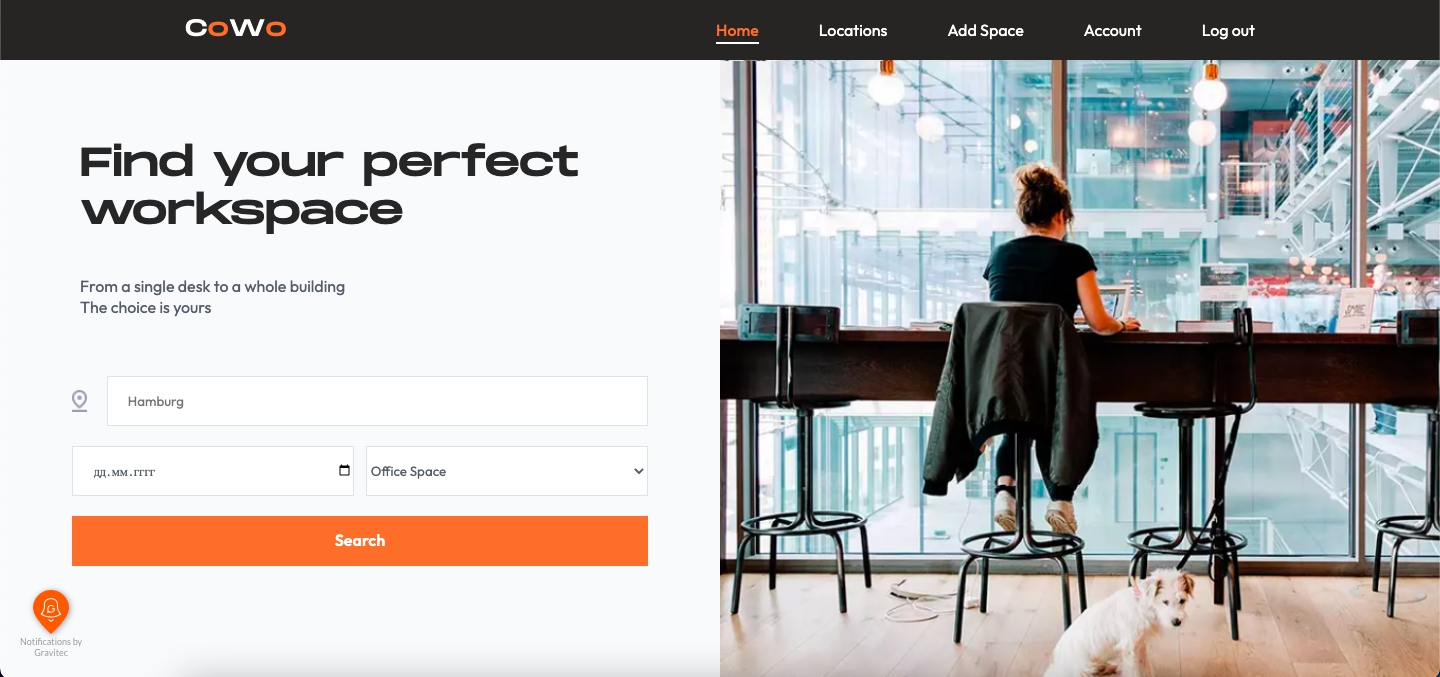 CoWo
Home
Locations
Add Space
Account
Log out
Find your perfect
workspace
From a single desk to a whole building
The choice is yours
Hamburg
дд.мм.гггг
Office Space
Search
Notifications by
Gravitec